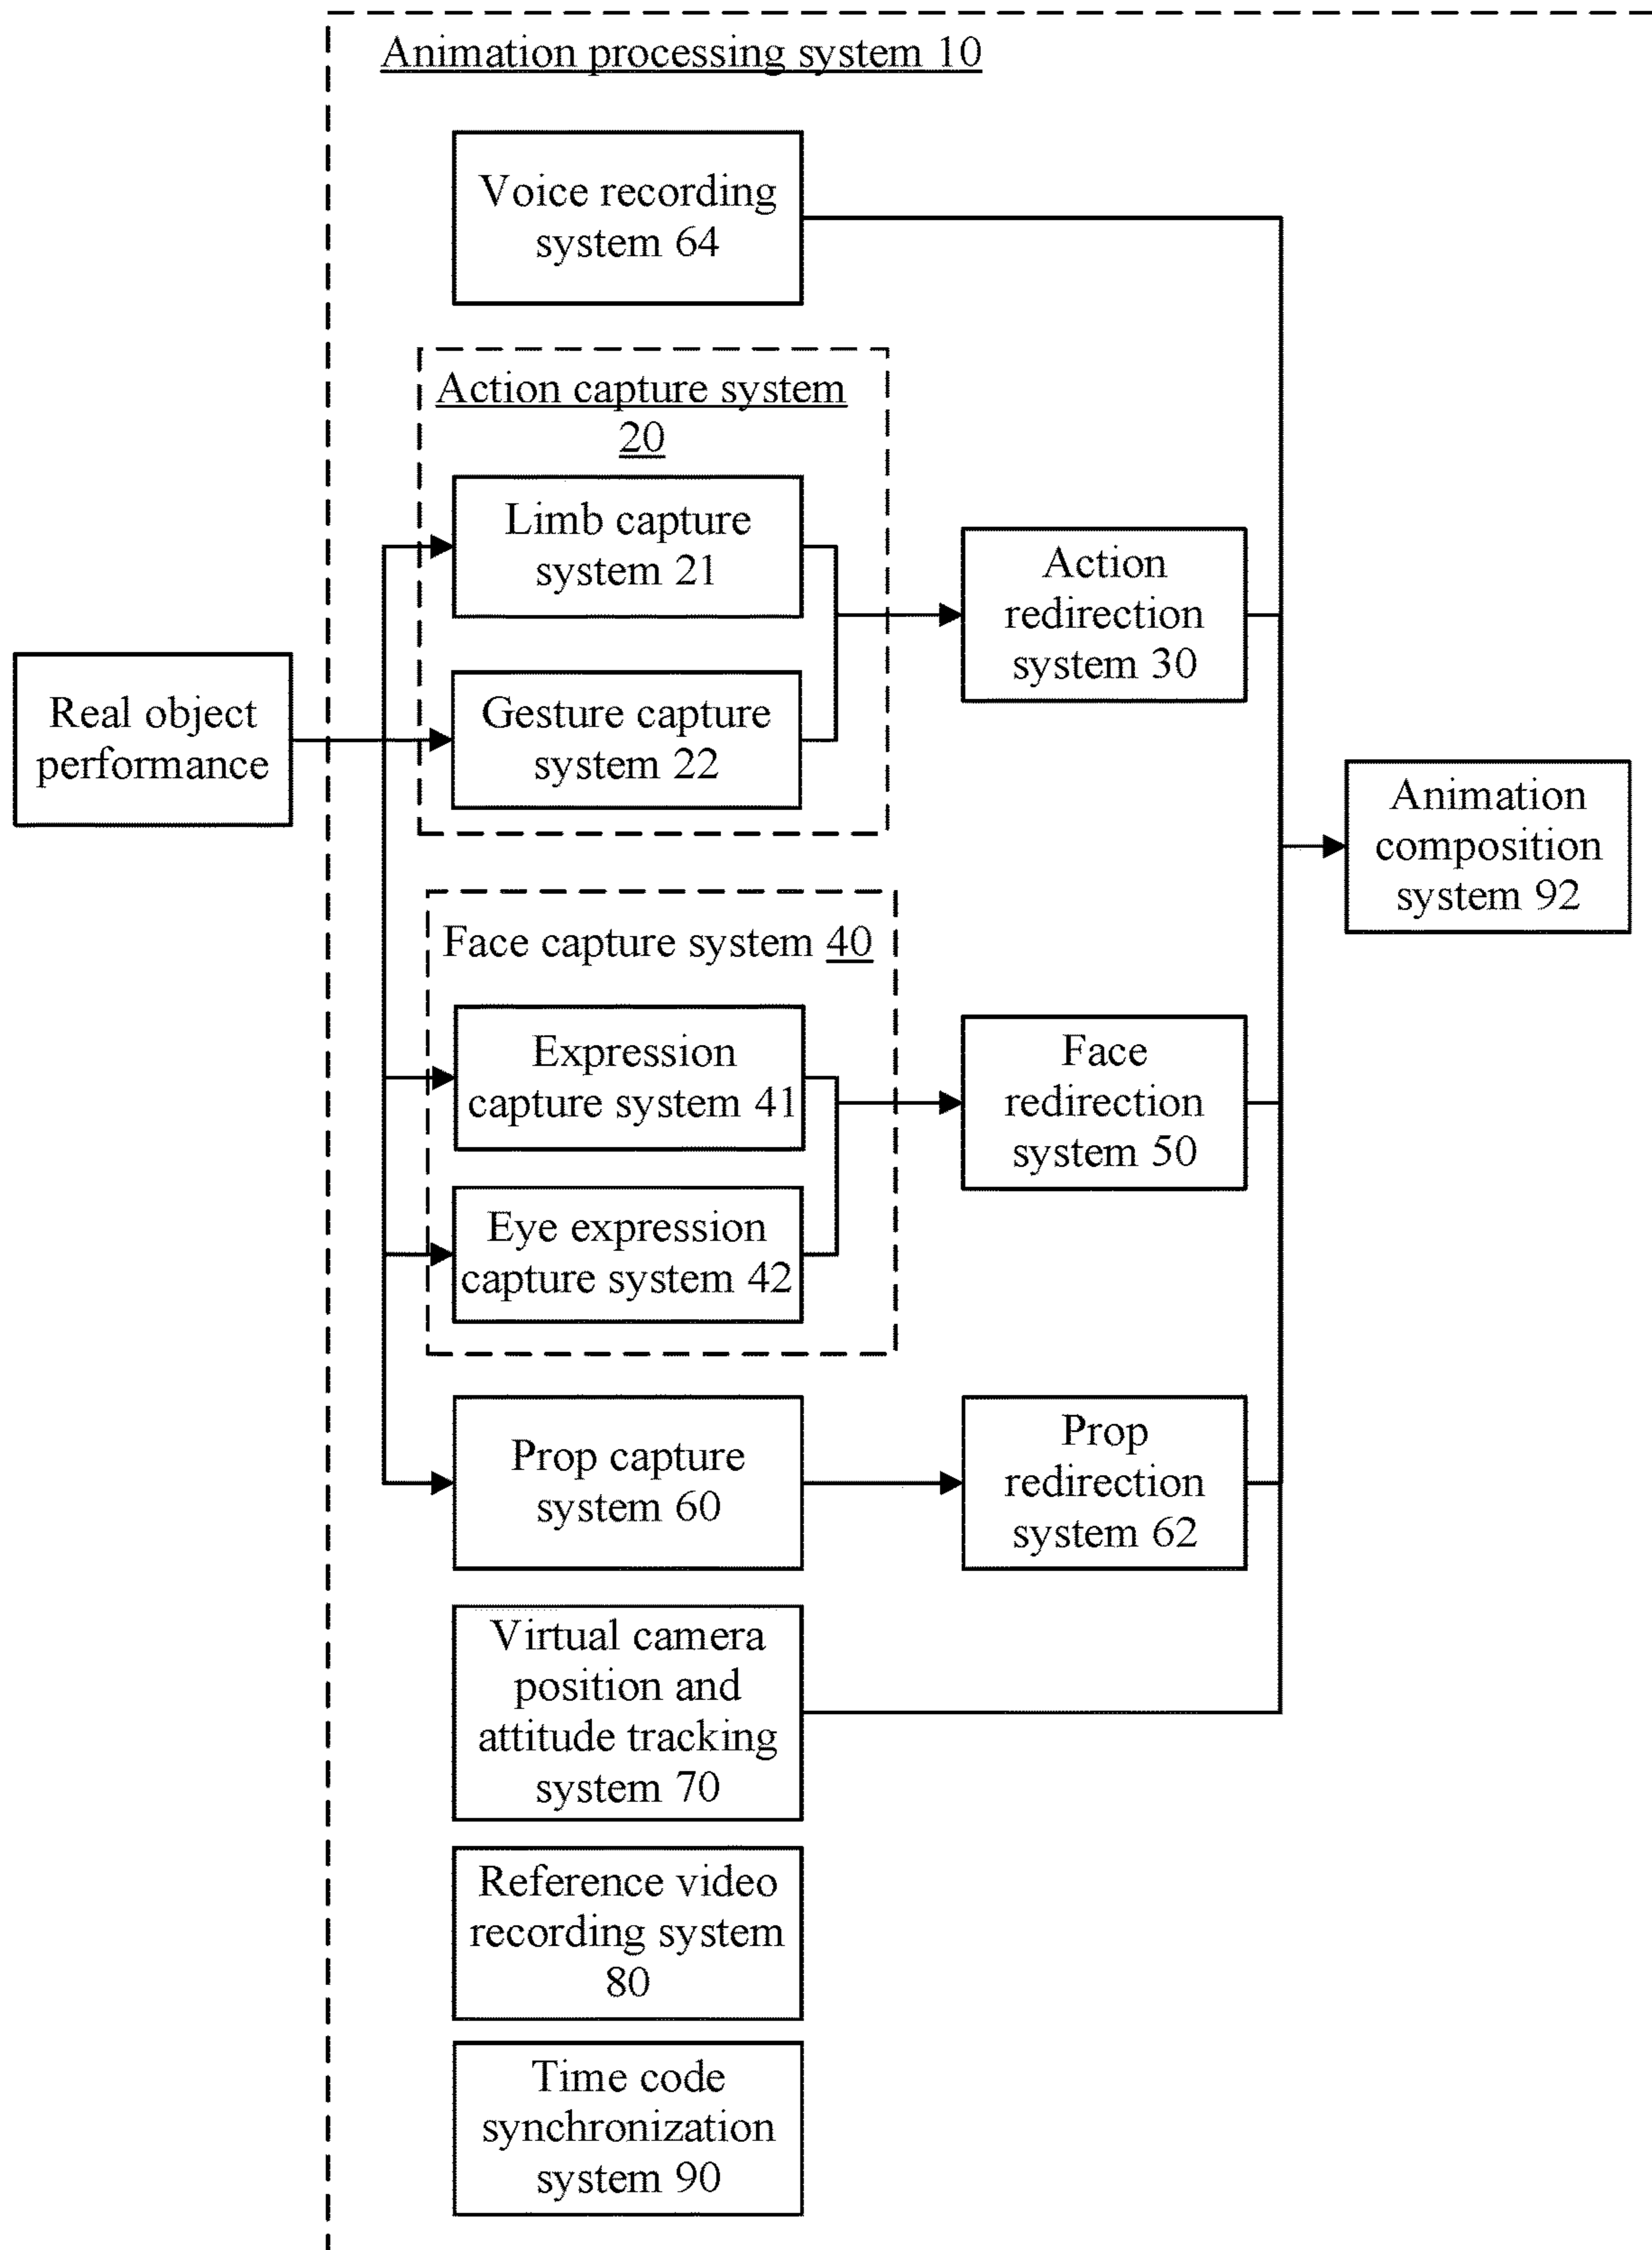 Animation processing system 10
Voice recording
system 64
Action capture system
20
Limb capture
system 21
Gesture capture
system 22
Action
redirection
system 30
Real object
performance
Animation
composition
system 92
Face capture system 40
Expression
capture system 41
Eye expression
capture system 42
Face
redirection
system 50
Prop capture
system 60
Prop
redirection
system 62
Virtual camera
position and
attitude tracking
system 70
Reference video
recording system
80
Time code
synchronization
system 90